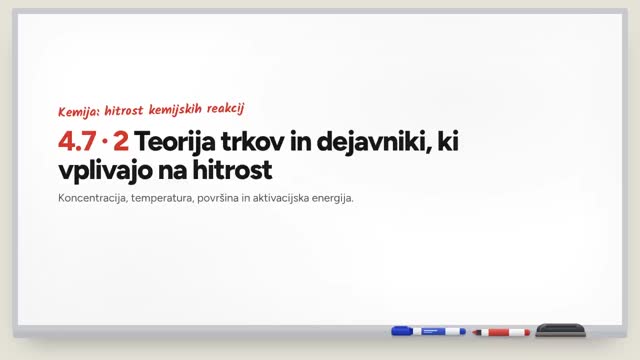 Kemija: hitrost kemijskih reakcij
4.7 · 2 Teorija trkov in dejavniki, ki
vplivajo na hitrost
Koncentracija, temperatura, površina in aktivacijska energija.